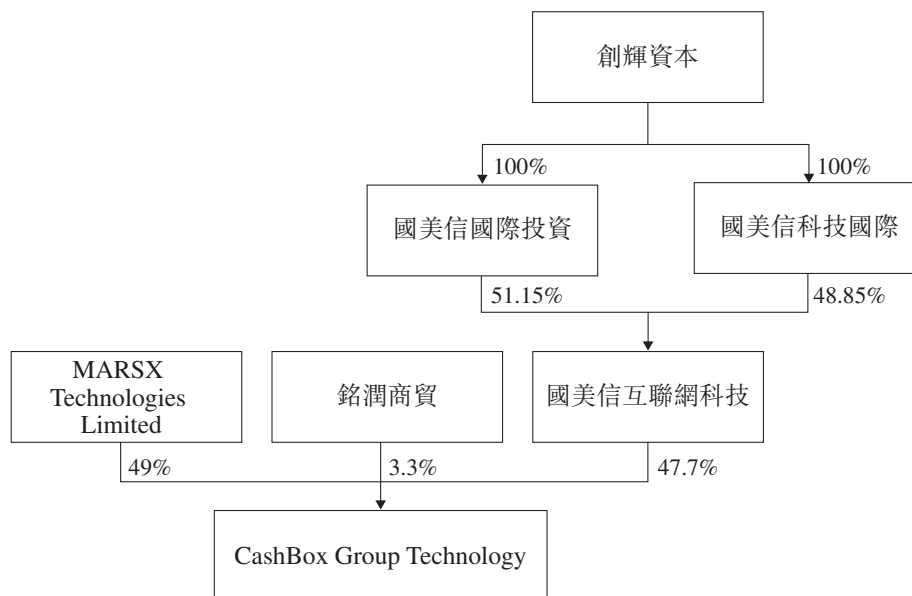 創輝資本
100%
100%
國美信國際投資
國美信科技國際
51.15%
48.85%
MARSX
Technologies
Limited
銘潤商貿
國美信互聯網科技
49%
3.3%
47.7%
CashBox Group Technology